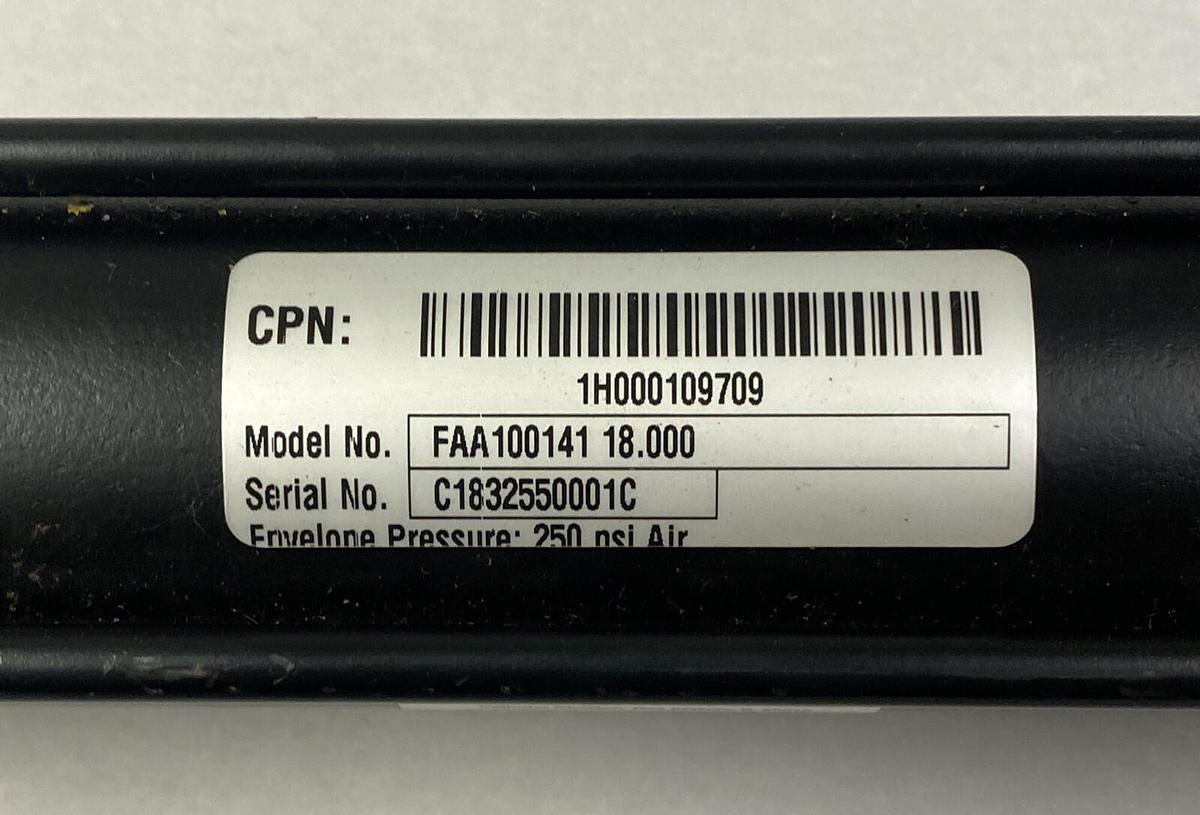 CPN:
1H000109709
Model No. FAA100141 18.000
Serial No. C1832550001C
Envelope Pressure: 250 psi Air